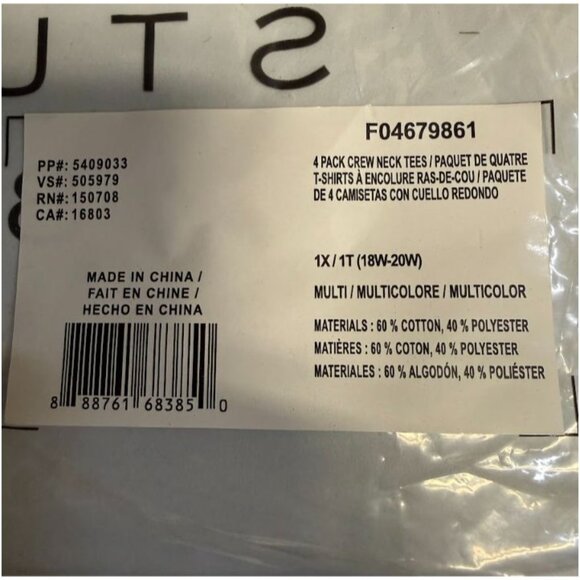 UTS
F04679861
PP#: 5409033
VS#: 505979
RN#: 150708
CA#: 16803
4 PACK CREW NECK TEES / PAQUET DE QUATRE
T-SHIRTS À ENCOLURE RAS-DE-COU / PAQUETE
DE 4 CAMISETAS CON CUELLO REDONDO
1X / 1T (18W-20W)
MULTI / MULTICOLORE / MULTICOLOR
MATERIALS : 60 % COTTON, 40 % POLYESTER
MATIÈRES : 60 % COTON, 40 % POLYESTER
MATERIALES : 60 % ALGODÓN, 40 % POLIÉSTER
MADE IN CHINA /
FAIT EN CHINE /
HECHO EN CHINA
8 88761 68385 0